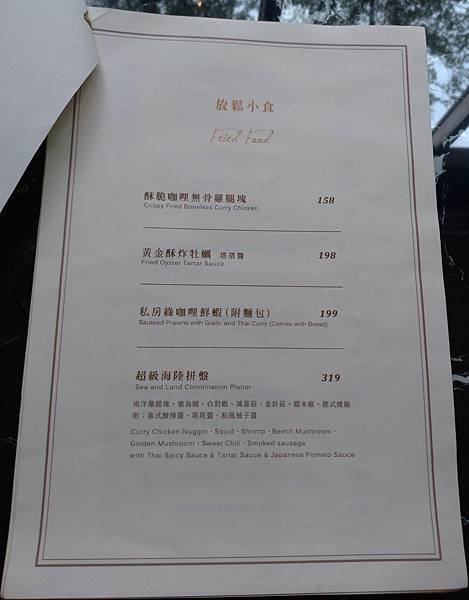 放鬆小食
Fried Food
酥脆咖哩無骨雞腿塊 158
Crispy Fried Boneless Curry Chicken
黃金酥炸牡蠣 塔塔醬 198
Fried Oyster Tartar Sauce
私房綠咖哩鮮蝦(附麵包) 199
Sauteed Prawns with Gralic and Thai Curry (Comes with Bread)
超級海陸拼盤 319
Sea and Land Combination Platter
南洋雞腿塊、槍烏賊、白對蝦、鴻喜菇、金針菇、糯米椒、德式燻腸
附：泰式酸辣醬、塔塔醬、和風柚子醬
Curry Chicken Nugget、Squid、Shrimp、Beech Mushroom、
Golden Mushroom、Sweet Chili、Smoked sausage
with Thai Spicy Sauce & Tartar Sauce & Japanese Pomelo Sauce